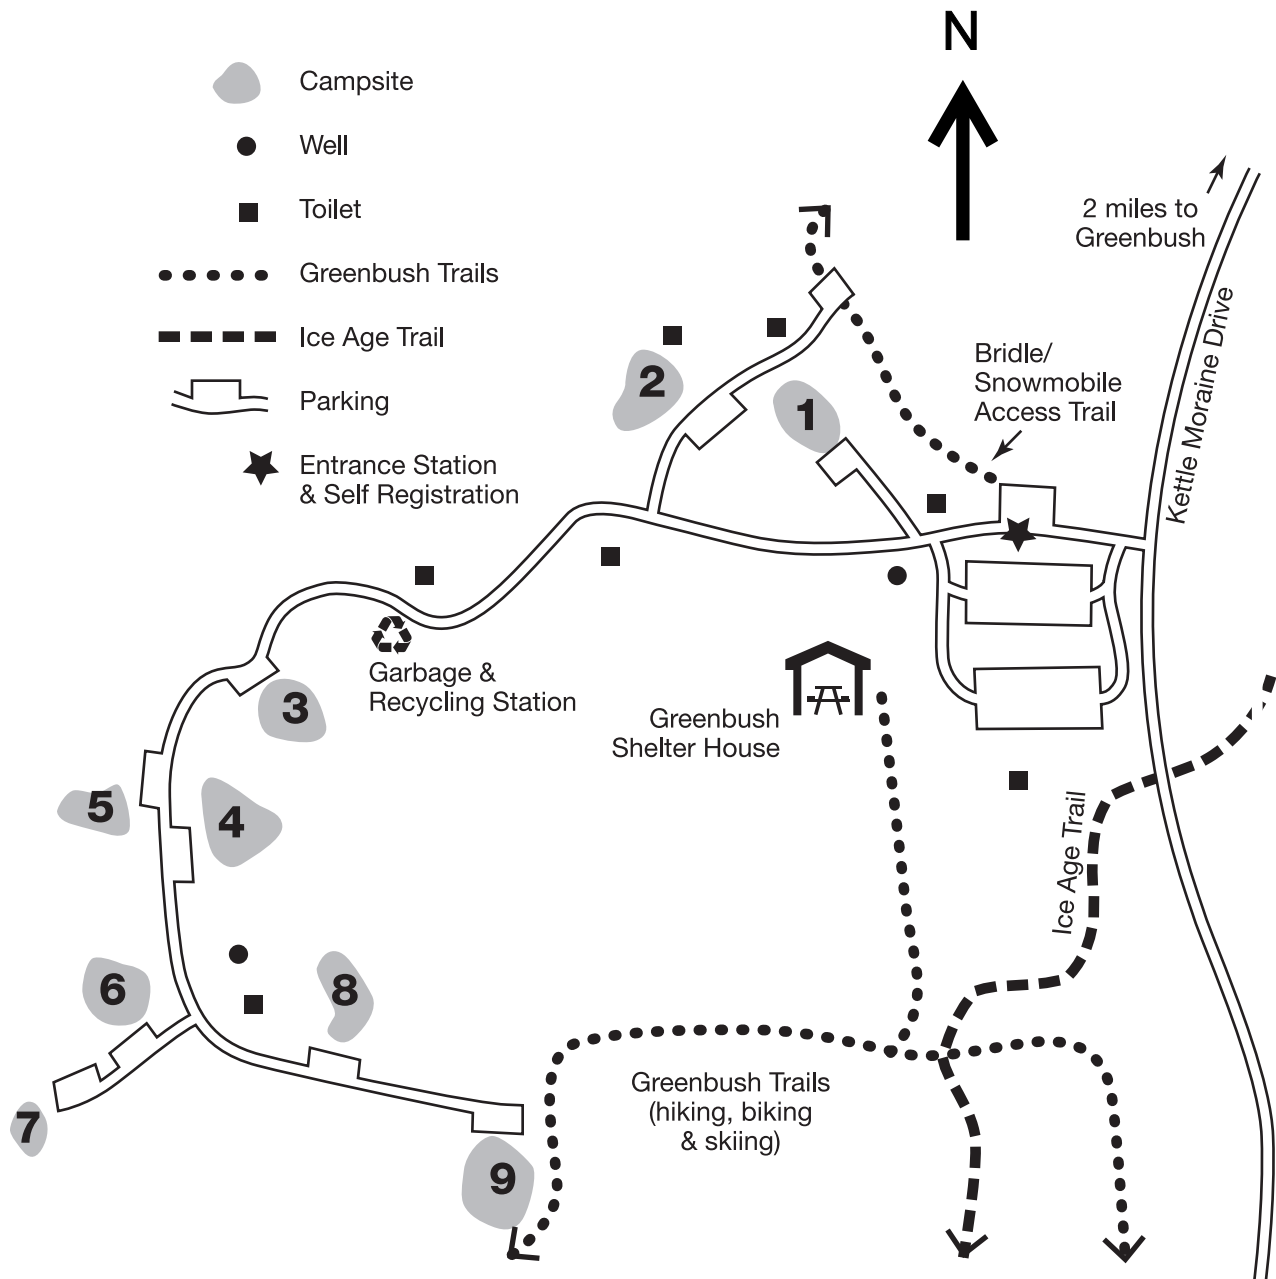 N
Campsite
Well
Toilet
Greenbush Trails
Ice Age Trail
Parking
Entrance Station
& Self Registration
2 miles to
Greenbush
Kettle Moraine Drive
Bridle/
Snowmobile
Access Trail
2
1
Garbage &
Recycling Station
3
Greenbush
Shelter House
5
4
Ice Age Trail
6
8
7
Greenbush Trails
(hiking, biking
& skiing)
9